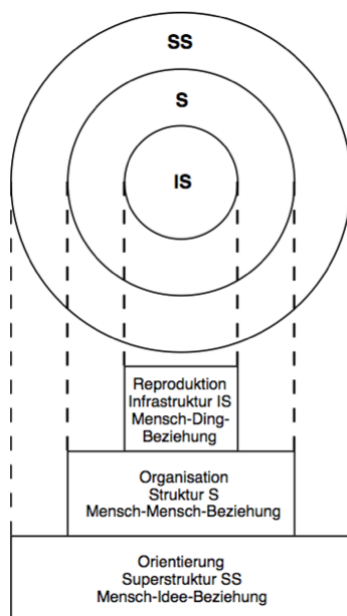 SS
S
IS
Reproduktion
Infrastruktur IS
Mensch-Ding-
Beziehung
Organisation
Struktur S
Mensch-Mensch-Beziehung
Orientierung
Superstruktur SS
Mensch-Idee-Beziehung